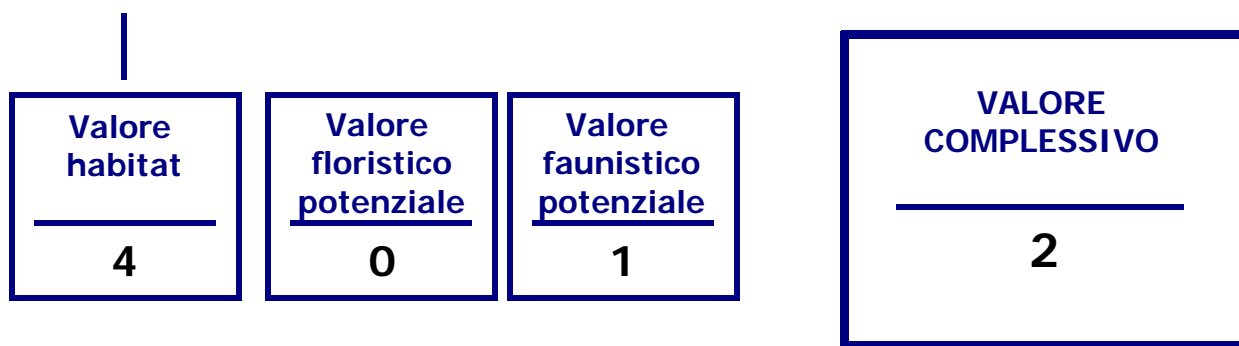 Valore
habitat
4
Valore
floristico
potenziale
0
Valore
faunistico
potenziale
1
VALORE
COMPLESSIVO
2